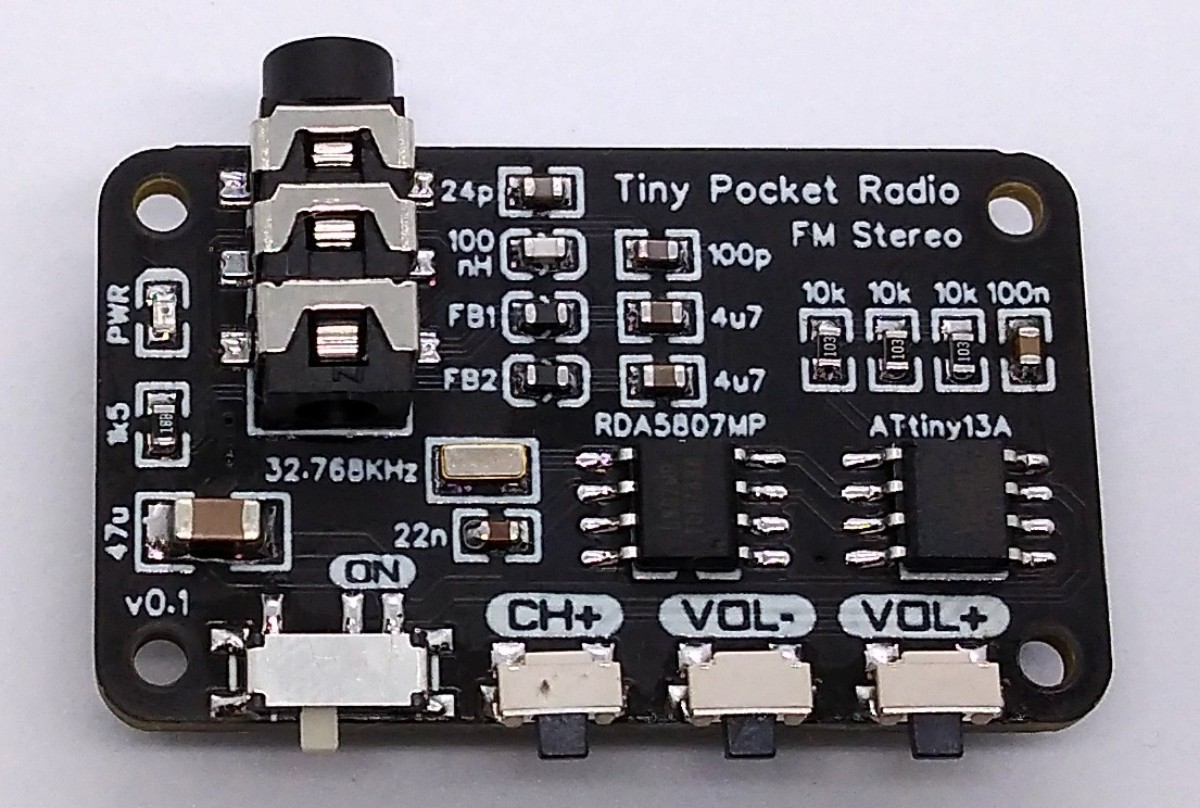 24p
Tiny Pocket Radio
FM Stereo
100
nH
100p
PWR
FB1
4u7
10k 10k 10k 100n
103 103 103
FB2
4u7
1k5
RDA5807MP
ATtiny13A
32.768KHz
47u
22n
ON
v0.1
CH+
VOL-
VOL+